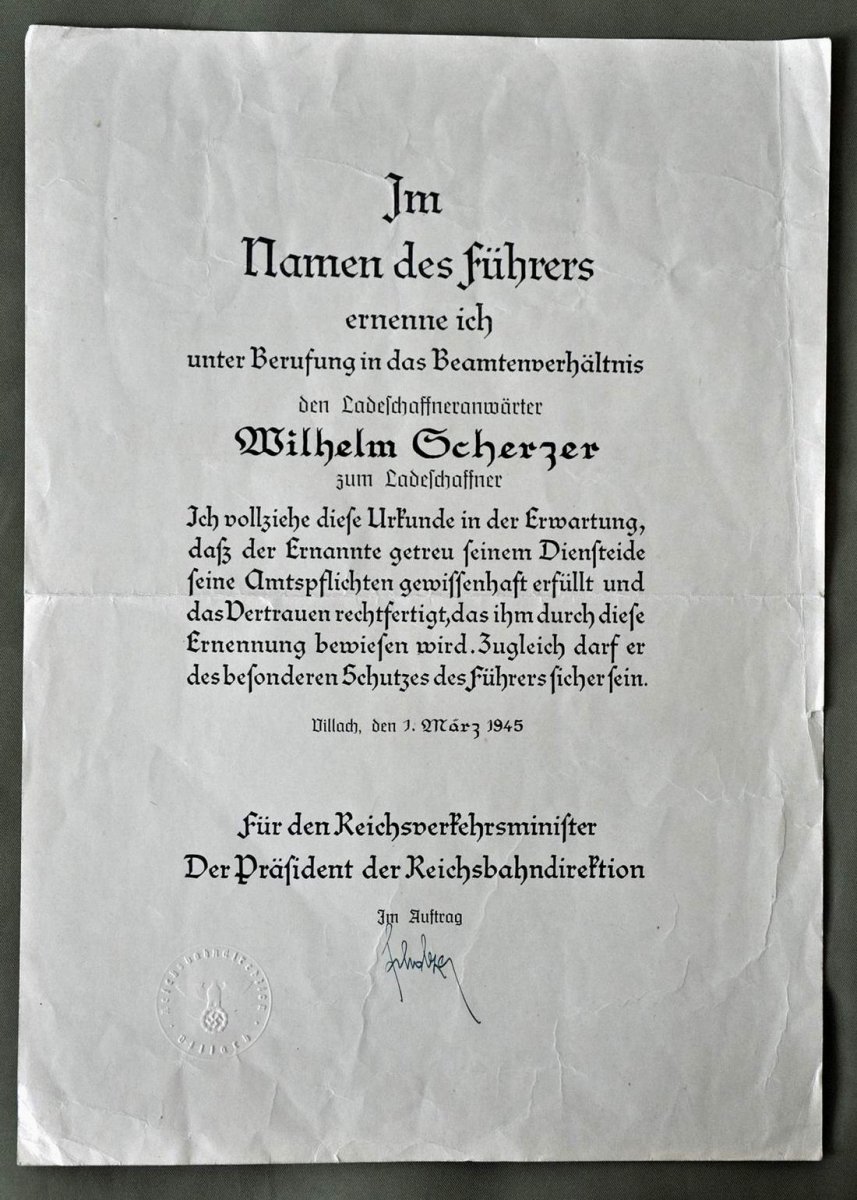 Im
Namen des Führers
ernenne ich
unter Berufung in das Beamtenverhältnis
den Ladeſchaffneranwärter
Wilhelm Scherzer
zum Ladeſchaffner
Ich vollziehe dieſe Urkunde in der Erwartung,
daß der Ernannte getreu ſeinem Dienſteide
ſeine Amtspflichten gewiſſenhaft erfüllt und
das Vertrauen rechtfertigt, das ihm durch dieſe
Ernennung bewieſen wird. Zugleich darf er
des beſonderen Schutzes des Führers ſicher ſein.
Villach, den 1. März 1945
Für den Reichsverkehrsminiſter
Der Präſident der Reichsbahndirektion
Im Auftrag
Reichsbahndirektion
Villach